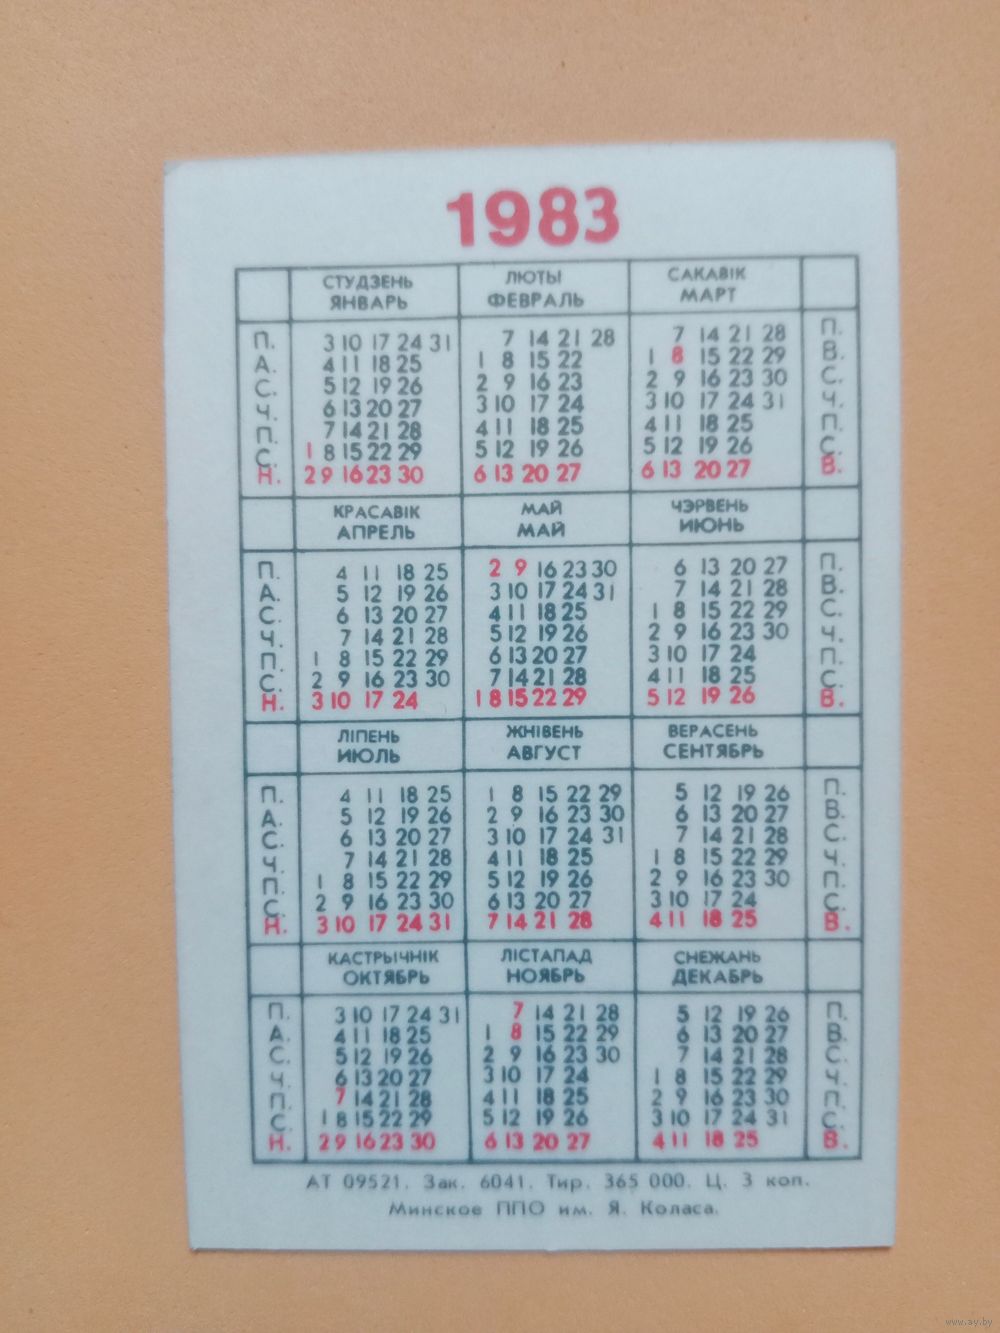 1983
СТУДЗЕНЬ ЛЮТЫ САКАВІК
ЯНВАРЬ ФЕВРАЛЬ МАРТ
П. 3 10 17 24 31 7 14 21 28 7 14 21 28 П.
А. 4 11 18 25 1 8 15 22 1 8 15 22 29 В.
С. 5 12 19 26 2 9 16 23 2 9 16 23 30 С.
Ч. 6 13 20 27 3 10 17 24 3 10 17 24 31 Ч.
П. 7 14 21 28 4 11 18 25 4 11 18 25 П.
С. 1 8 15 22 29 5 12 19 26 5 12 19 26 С.
Н. 2 9 16 23 30 6 13 20 27 6 13 20 27 В.
КРАСАВІК МАЙ ЧЭРВЕНЬ
АПРЕЛЬ МАЙ ИЮНЬ
П. 4 11 18 25 2 9 16 23 30 6 13 20 27 П.
А. 5 12 19 26 3 10 17 24 31 7 14 21 28 В.
С. 6 13 20 27 4 11 18 25 1 8 15 22 29 С.
Ч. 7 14 21 28 5 12 19 26 2 9 16 23 30 Ч.
П. 1 8 15 22 29 6 13 20 27 3 10 17 24 П.
С. 2 9 16 23 30 7 14 21 28 4 11 18 25 С.
Н. 3 10 17 24 1 8 15 22 29 5 12 19 26 В.
ЛІПЕНЬ ЖНІВЕНЬ ВЕРАСЕНЬ
ИЮЛЬ АВГУСТ СЕНТЯБРЬ
П. 4 11 18 25 1 8 15 22 29 5 12 19 26 П.
А. 5 12 19 26 2 9 16 23 30 6 13 20 27 В.
С. 6 13 20 27 3 10 17 24 31 7 14 21 28 С.
Ч. 7 14 21 28 4 11 18 25 1 8 15 22 29 Ч.
П. 1 8 15 22 29 5 12 19 26 2 9 16 23 30 П.
С. 2 9 16 23 30 6 13 20 27 3 10 17 24 С.
Н. 3 10 17 24 31 7 14 21 28 4 11 18 25 В.
КАСТРЫЧНІК ЛІСТАПАД СНЕЖАНЬ
ОКТЯБРЬ НОЯБРЬ ДЕКАБРЬ
П. 3 10 17 24 31 7 14 21 28 5 12 19 26 П.
А. 4 11 18 25 1 8 15 22 29 6 13 20 27 В.
С. 5 12 19 26 2 9 16 23 30 7 14 21 28 С.
Ч. 6 13 20 27 3 10 17 24 1 8 15 22 29 Ч.
П. 7 14 21 28 4 11 18 25 2 9 16 23 30 П.
С. 1 8 15 22 29 5 12 19 26 3 10 17 24 31 С.
Н. 2 9 16 23 30 6 13 20 27 4 11 18 25 В.
АТ 09521. Зак. 6041. Тир. 365 000. Ц. 3 коп.
Минское ППО им. Я. Коласа.
www.ay.by